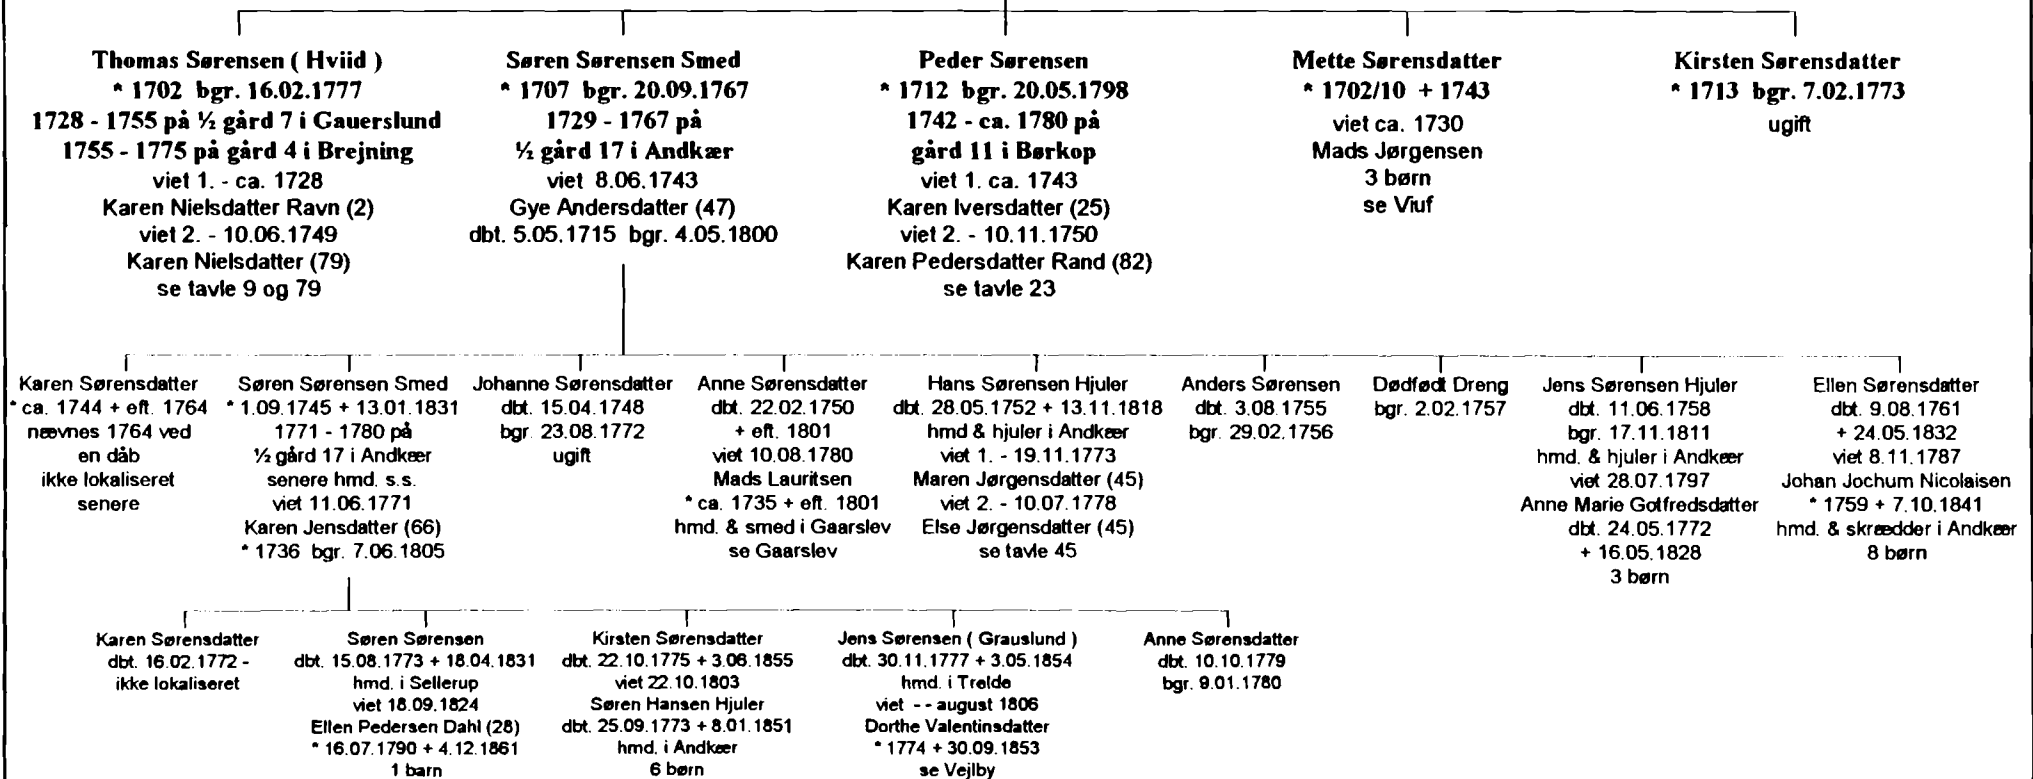 Thomas Sørensen ( Hviid )
* 1702 bgr. 16.02.1777
1728 - 1755 på ½ gård 7 i Gauerslund
1755 - 1775 på gård 4 i Brejning
viet 1. - ca. 1728
Karen Nielsdatter Ravn (2)
viet 2. - 10.06.1749
Karen Nielsdatter (79)
se tavle 9 og 79
Søren Sørensen Smed
* 1707 bgr. 20.09.1767
1729 - 1767 på
½ gård 17 i Andkær
viet 8.06.1743
Gye Andersdatter (47)
dbt. 5.05.1715 bgr. 4.05.1800
Peder Sørensen
* 1712 bgr. 20.05.1798
1742 - ca. 1780 på
gård 11 i Børkop
viet 1. ca. 1743
Karen Iversdatter (25)
viet 2. - 10.11.1750
Karen Pedersdatter Rand (82)
se tavle 23
Mette Sørensdatter
* 1702/10 + 1743
viet ca. 1730
Mads Jørgensen
3 børn
se Viuf
Kirsten Sørensdatter
* 1713 bgr. 7.02.1773
ugift
Karen Sørensdatter
* ca. 1744 + eft. 1764
nævnes 1764 ved
en dåb
ikke lokaliseret
senere
Søren Sørensen Smed
* 1.09.1745 + 13.01.1831
1771 - 1780 på
½ gård 17 i Andkær
senere hmd. s.s.
viet 11.06.1771
Karen Jensdatter (66)
* 1736 bgr. 7.06.1805
Johanne Sørensdatter
dbt. 15.04.1748
bgr. 23.08.1772
ugift
Anne Sørensdatter
dbt. 22.02.1750
+ eft. 1801
viet 10.08.1780
Mads Lauritsen
* ca. 1735 + eft. 1801
hmd. & smed i Gaarslev
se Gaarslev
Hans Sørensen Hjuler
dbt. 28.05.1752 + 13.11.1818
hmd & hjuler i Andkær
viet 1. - 19.11.1773
Maren Jørgensdatter (45)
viet 2. - 10.07.1778
Else Jørgensdatter (45)
se tavle 45
Anders Sørensen
dbt. 3.08.1755
bgr. 29.02.1756
Dødfødt Dreng
bgr. 2.02.1757
Jens Sørensen Hjuler
dbt. 11.06.1758
bgr. 17.11.1811
hmd. & hjuler i Andkær
viet 28.07.1797
Anne Marie Gotfredsdatter
dbt. 24.05.1772
+ 16.05.1828
3 børn
Ellen Sørensdatter
dbt. 9.08.1761
+ 24.05.1832
viet 8.11.1787
Johan Jochum Nicolaisen
* 1759 + 7.10.1841
hmd. & skrædder i Andkær
8 børn
Karen Sørensdatter
dbt. 16.02.1772 -
ikke lokaliseret
Søren Sørensen
dbt. 15.08.1773 + 18.04.1831
hmd. i Sellerup
viet 18.09.1824
Ellen Pedersen Dahl (28)
* 16.07.1790 + 4.12.1861
1 barn
Kirsten Sørensdatter
dbt. 22.10.1775 + 3.06.1855
viet 22.10.1803
Søren Hansen Hjuler
dbt. 25.09.1773 + 8.01.1851
hmd. i Andkær
6 børn
Jens Sørensen ( Grauslund )
dbt. 30.11.1777 + 3.05.1854
hmd. i Trelde
viet - - august 1806
Dorthe Valentinsdatter
* 1774 + 30.09.1853
se Vejlby
Anne Sørensdatter
dbt. 10.10.1779
bgr. 9.01.1780